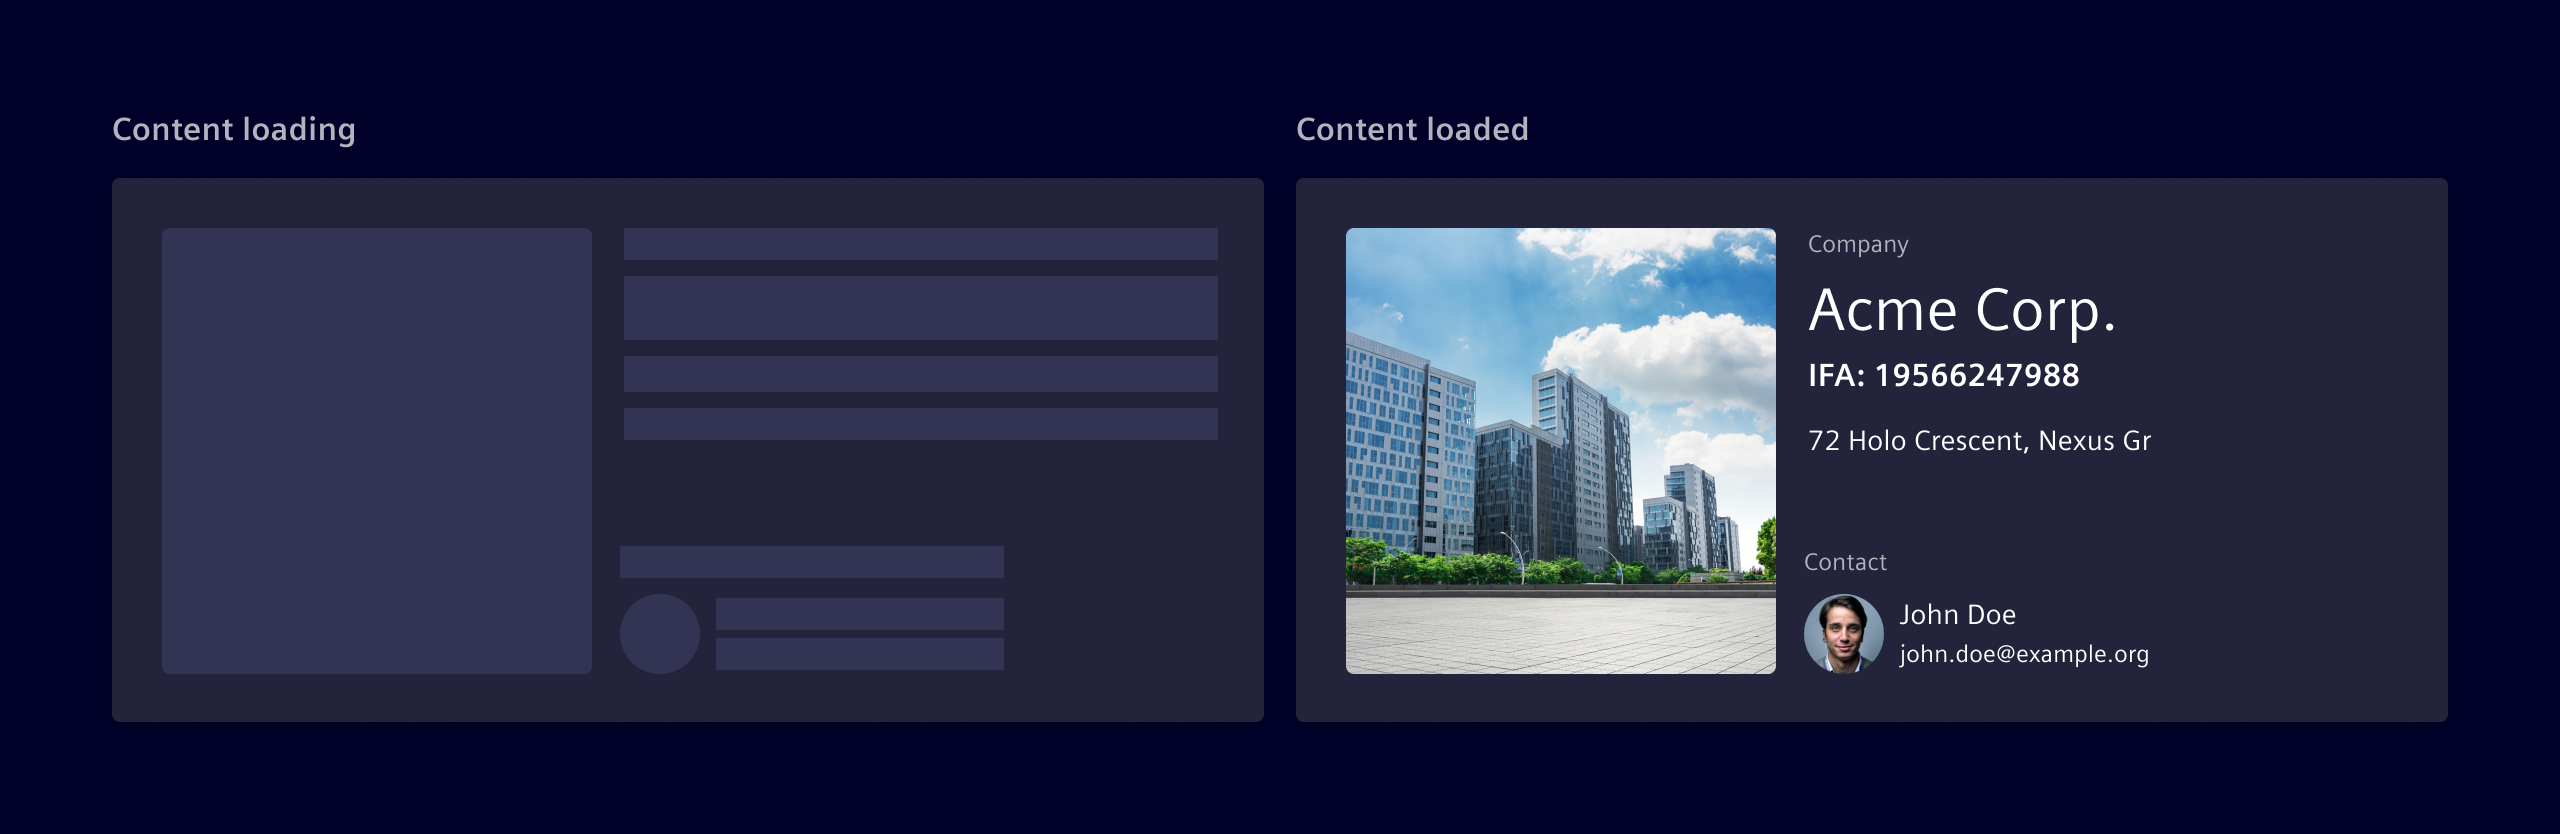 Content loading
Content loaded
Company
Acme Corp.
IFA: 19566247988
72 Holo Crescent, Nexus Gr
Contact
John Doe
john.doe@example.org